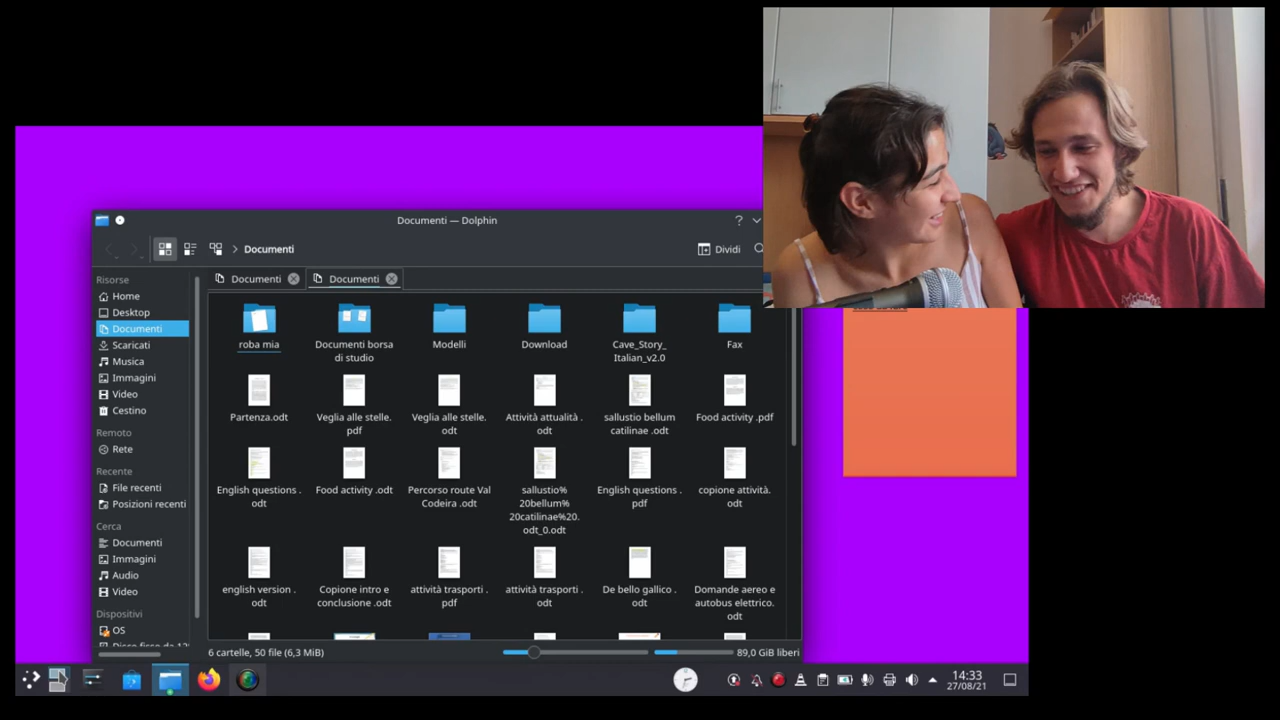 Documenti — Dolphin
?
Documenti
Dividi
Risorse
Home
Desktop
Documenti
Scaricati
Musica
Immagini
Video
Cestino
Remoto
Rete
Recente
File recenti
Posizioni recenti
Cerca
Documenti
Immagini
Audio
Video
Dispositivi
OS
Documenti
Documenti
roba mia
Documenti borsa
di studio
Modelli
Download
Cave_Story_
Italian_v2.0
Fax
Partenza.odt
Veglia alle stelle.
pdf
Veglia alle stelle.
odt
Attività attualità .
odt
sallustio bellum
catilinae .odt
Food activity .pdf
English questions .
odt
Food activity .odt
Percorso route Val
Codeira .odt
sallustio%
20bellum%
20catilinae%20.
odt_0.odt
English questions .
pdf
copione attività.
odt
english version .
odt
Copione intro e
conclusione .odt
attività trasporti .
pdf
attività trasporti .
odt
De bello gallico .
odt
Domande aereo e
autobus elettrico.
odt
6 cartelle, 50 file (6,3 MiB)
89,0 GiB liberi
14:33
27/08/21